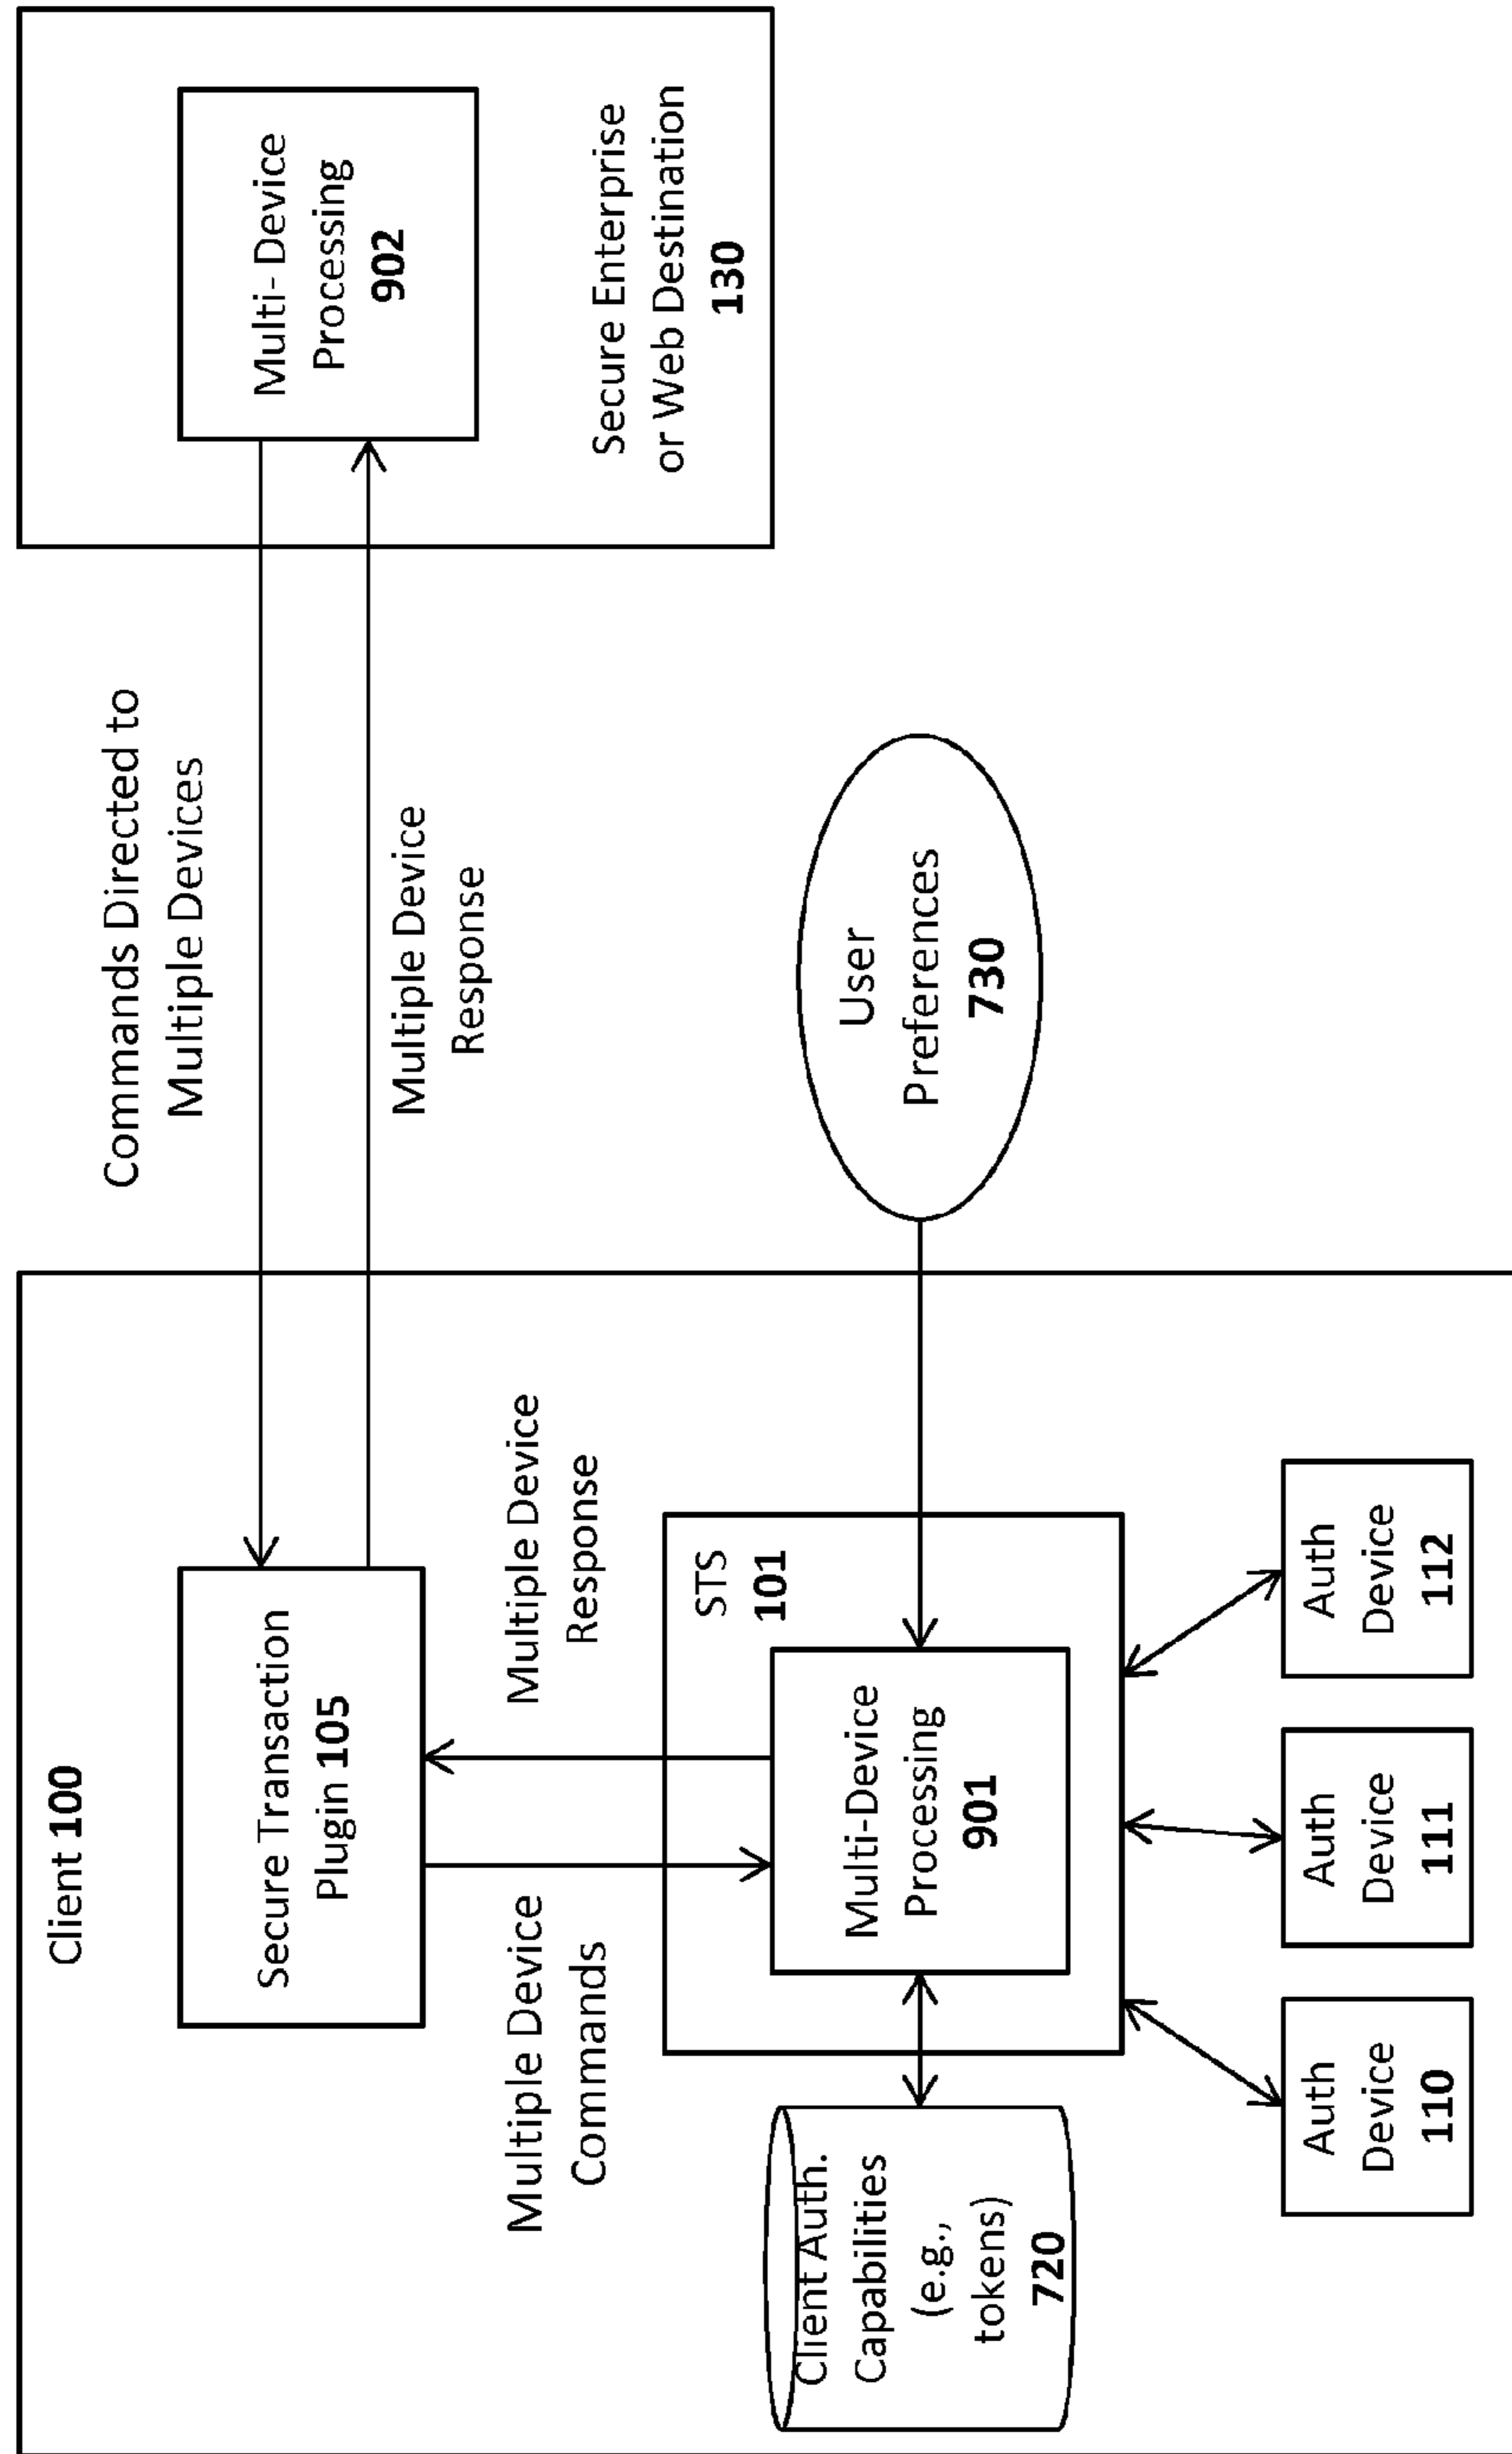 Client 100
Secure Transaction
Plugin 105
Commands Directed to
Multiple Devices
Multiple Device
Response
Multi- Device
Processing
902
Secure Enterprise
or Web Destination
130
Multiple Device
Commands
Multiple Device
Response
STS
101
Multi-Device
Processing
901
User
Preferences
730
Client Auth.
Capabilities
(e.g.,
tokens)
720
Auth
Device
110
Auth
Device
111
Auth
Device
112